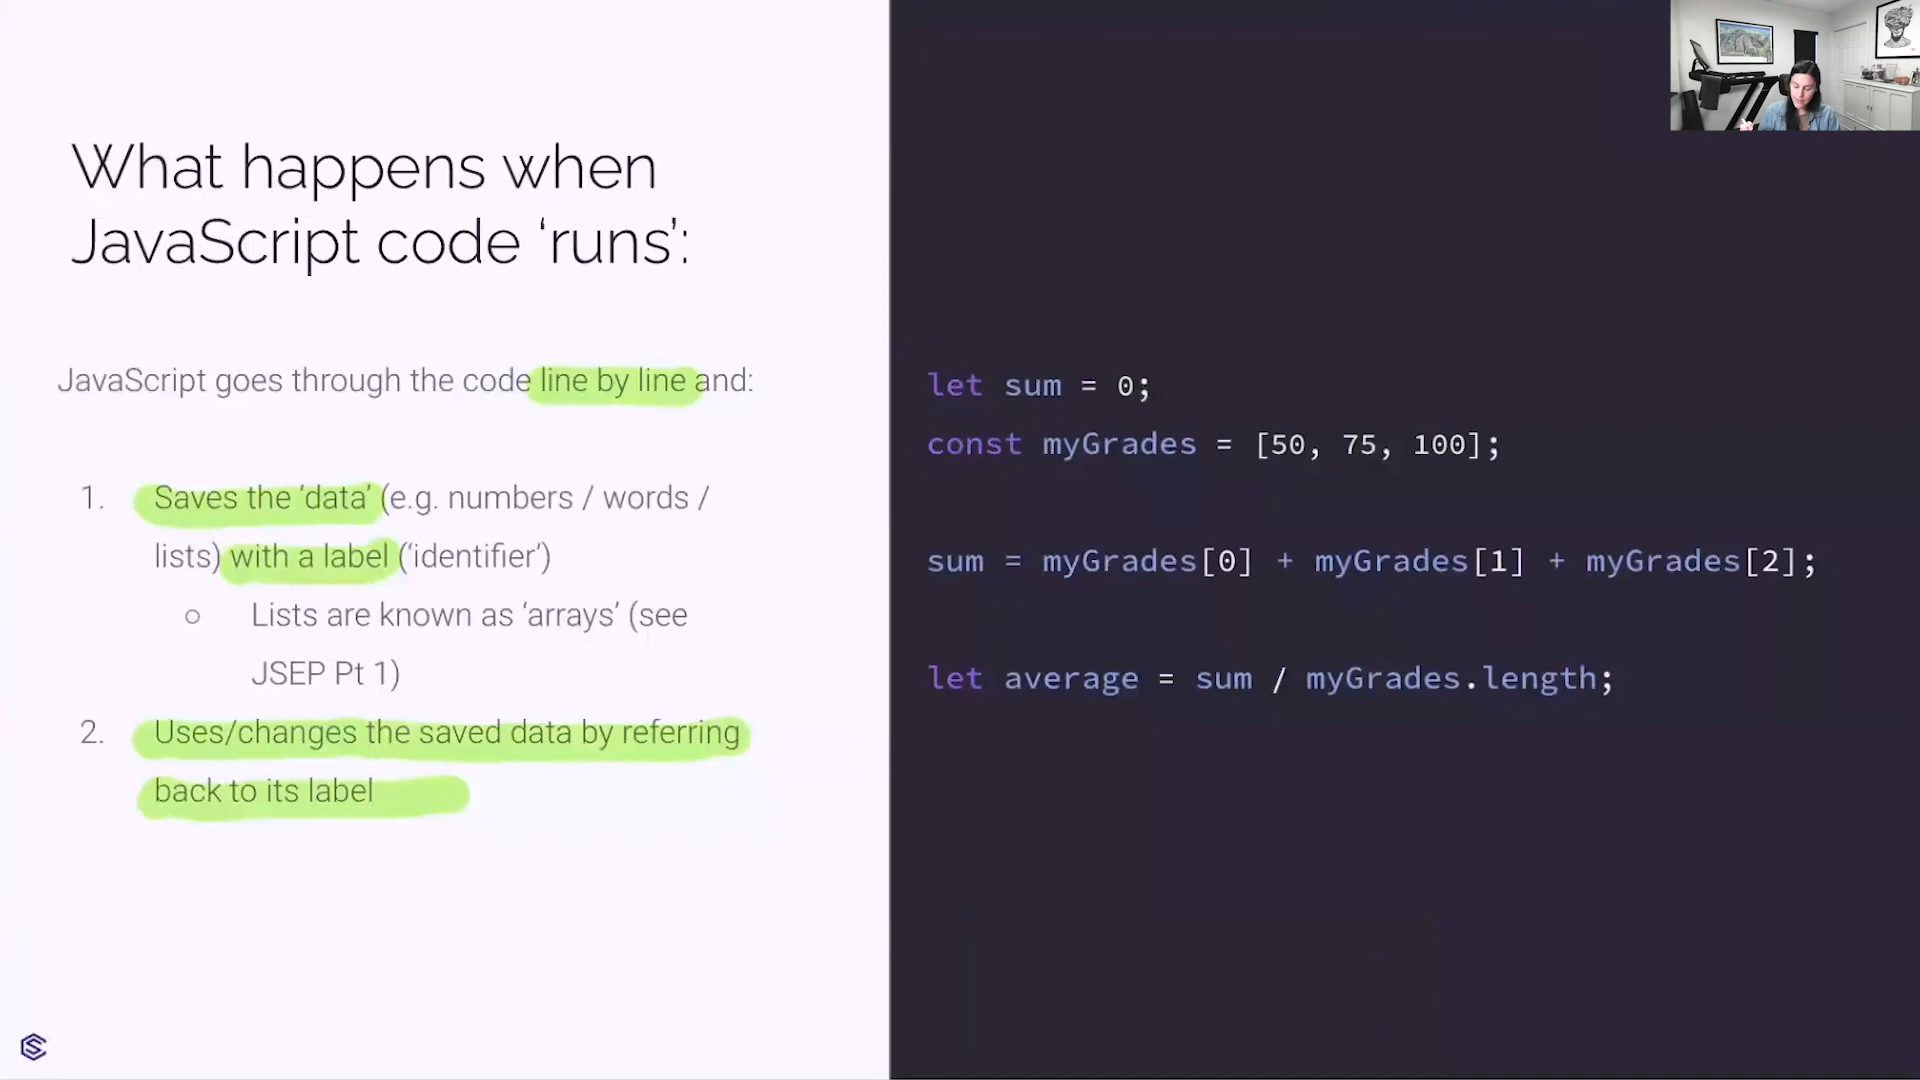 What happens when
JavaScript code ‘runs’:
JavaScript goes through the code line by line and:
1. Saves the ‘data’ (e.g. numbers / words /
lists) with a label (‘identifier’)
○ Lists are known as ‘arrays’ (see
JSEP Pt 1)
2. Uses/changes the saved data by referring
back to its label
let sum = 0;
const myGrades = [50, 75, 100];
sum = myGrades[0] + myGrades[1] + myGrades[2];
let average = sum / myGrades.length;